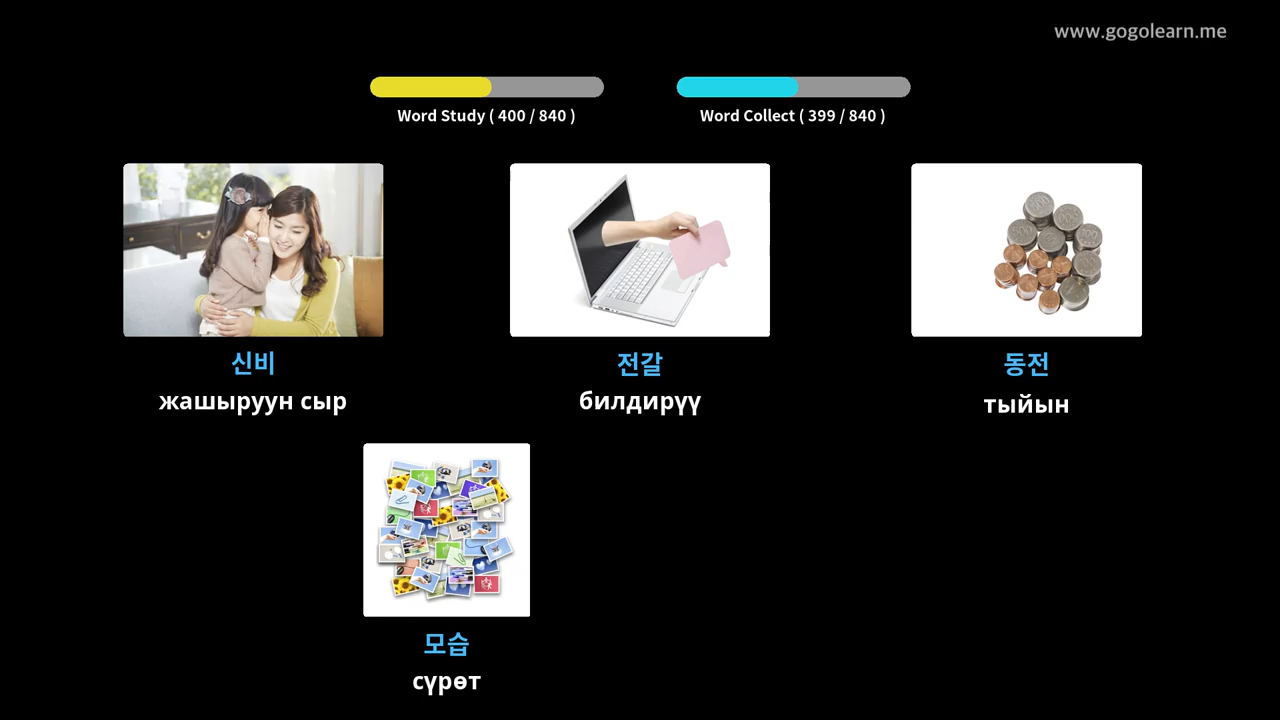 www.gogolearn.me
Word Study ( 400 / 840 )
Word Collect ( 399 / 840 )
신비
жашыруун сыр
전갈
билдирүү
동전
тыйын
모습
сүрөт